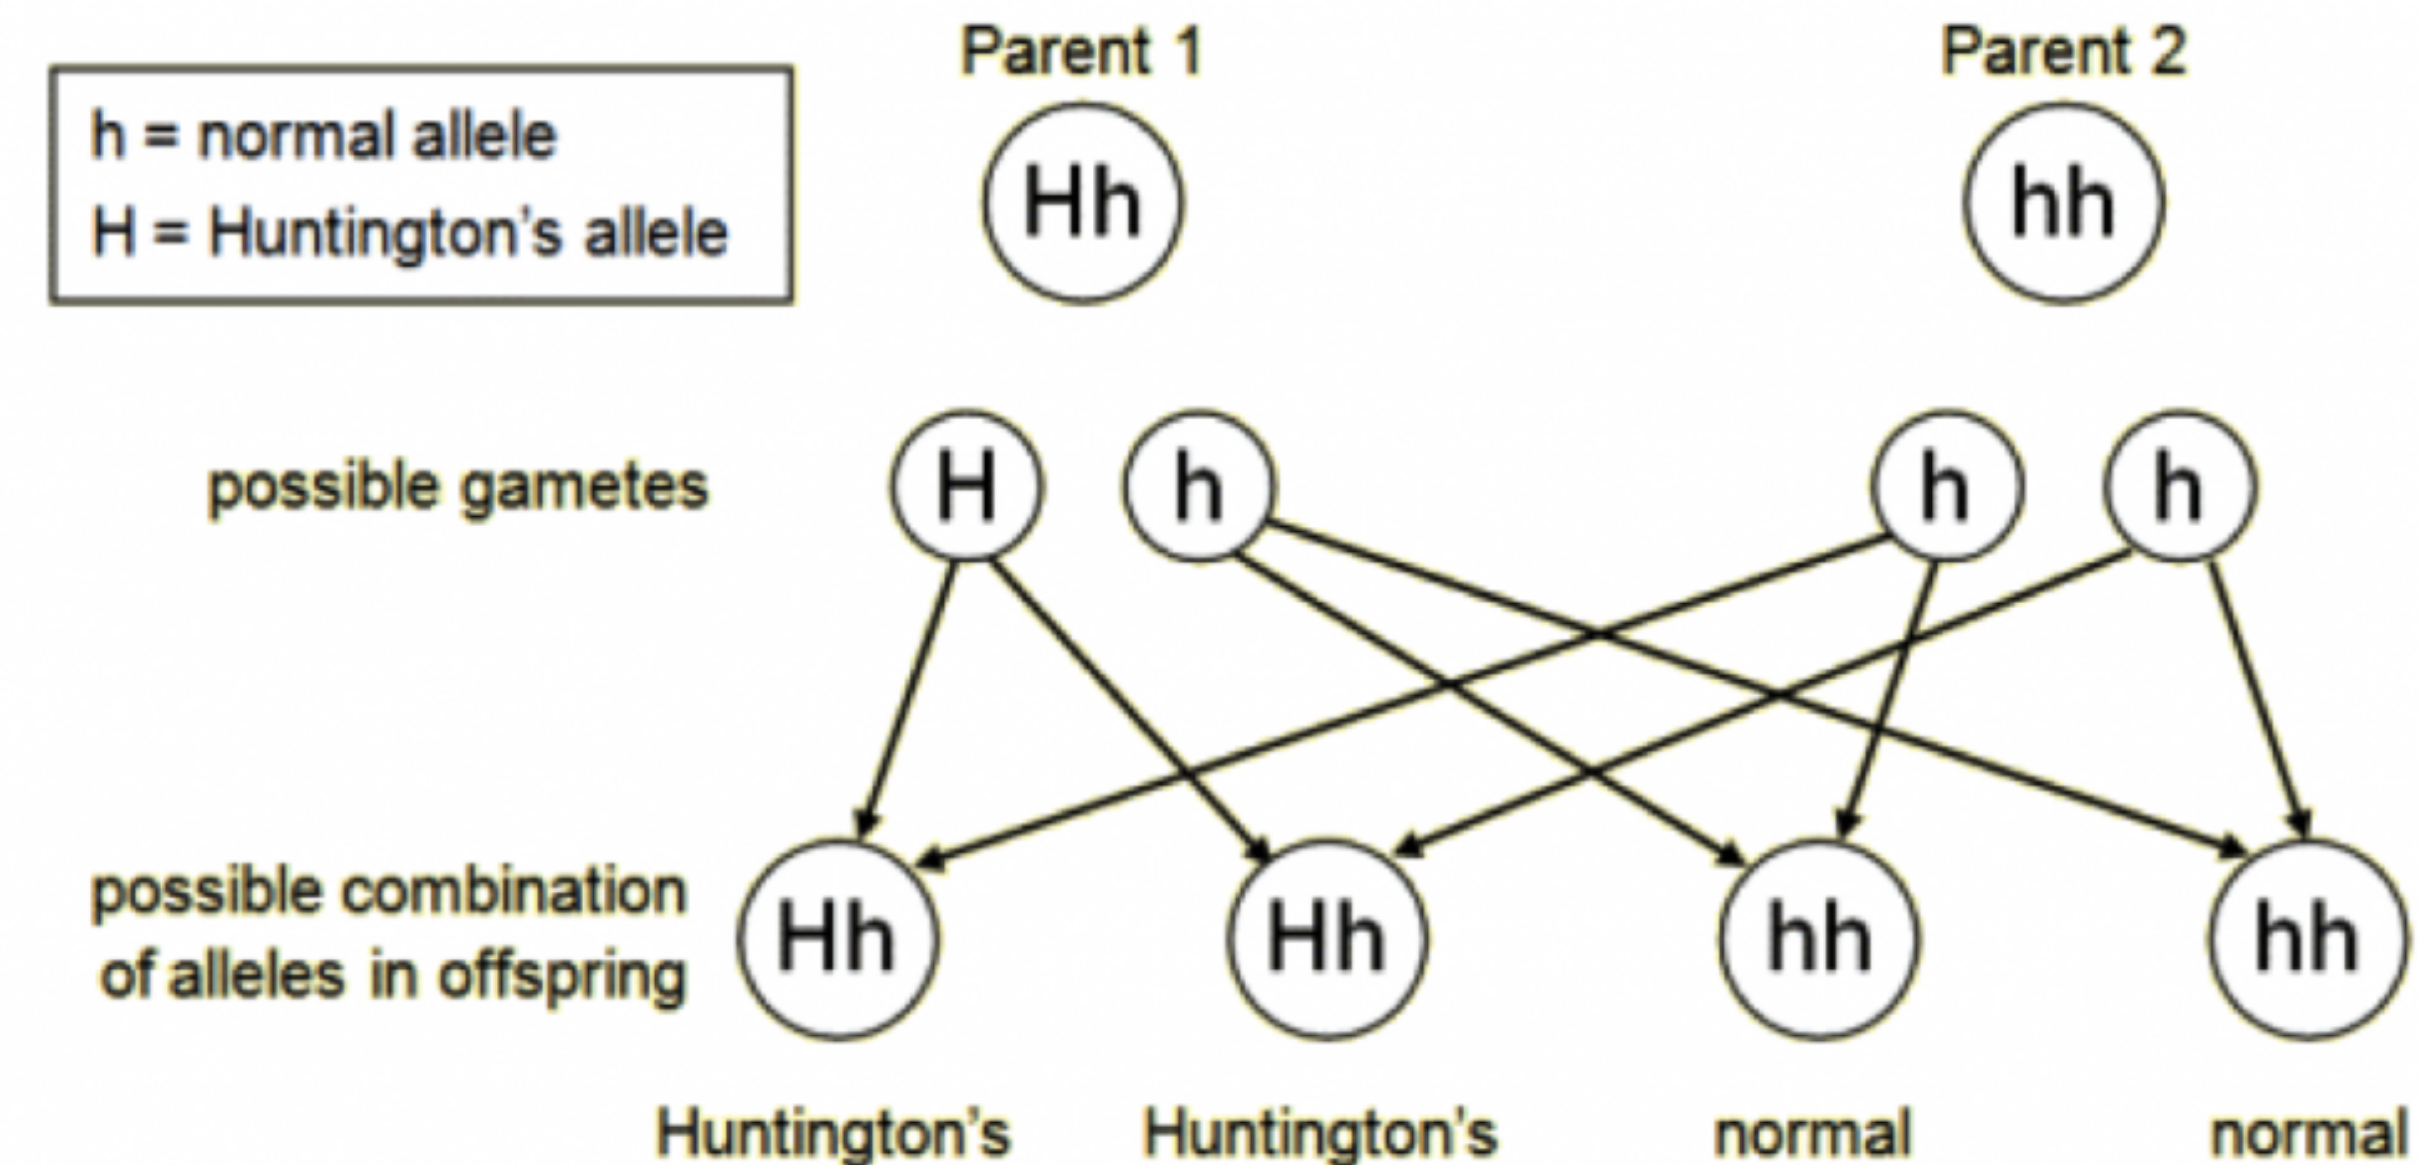 Parent 1
Parent 2
h = normal allele
H = Huntington's allele
Hh
hh
possible gametes
H
h
h
h
possible combination
of alleles in offspring
Hh
Hh
hh
hh
Huntington's
Huntington's
normal
normal